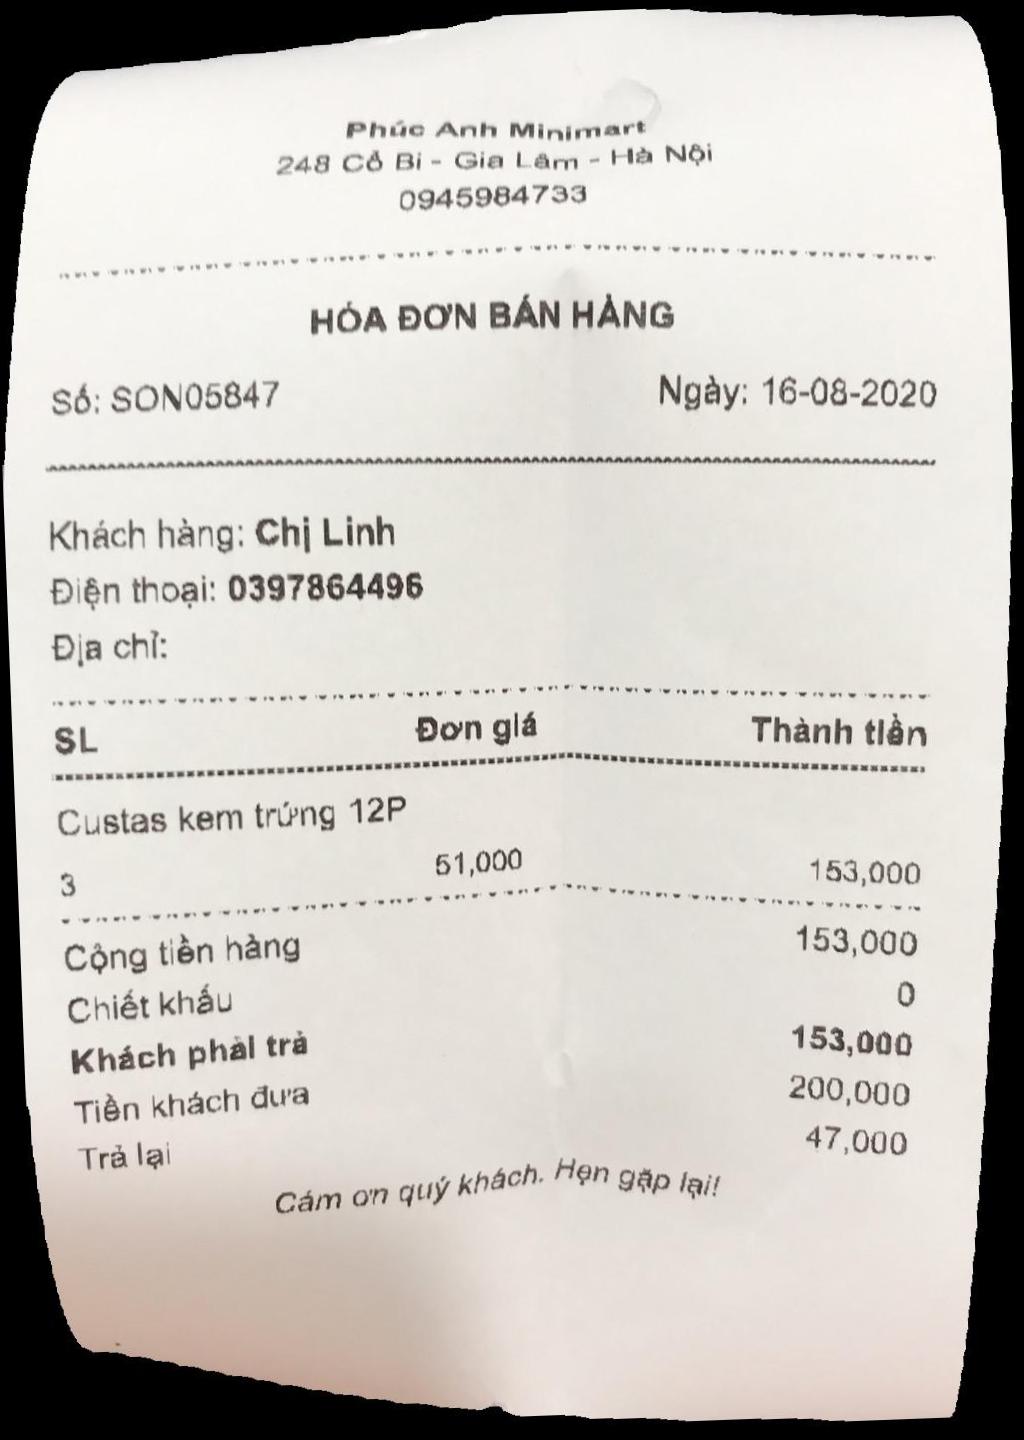 Phúc Anh Minimart
248 Cổ Bi - Gia Lâm - Hà Nội
0945984733
HÓA ĐƠN BÁN HÀNG
Số: SON05847 Ngày: 16-08-2020
Khách hàng: Chị Linh
Điện thoại: 0397864496
Địa chỉ:
SL Đơn giá Thành tiền
Custas kem trứng 12P
3 51,000 153,000
Cộng tiền hàng 153,000
Chiết khấu 0
Khách phải trả 153,000
Tiền khách đưa 200,000
Trả lại 47,000
Cám ơn quý khách. Hẹn gặp lại!